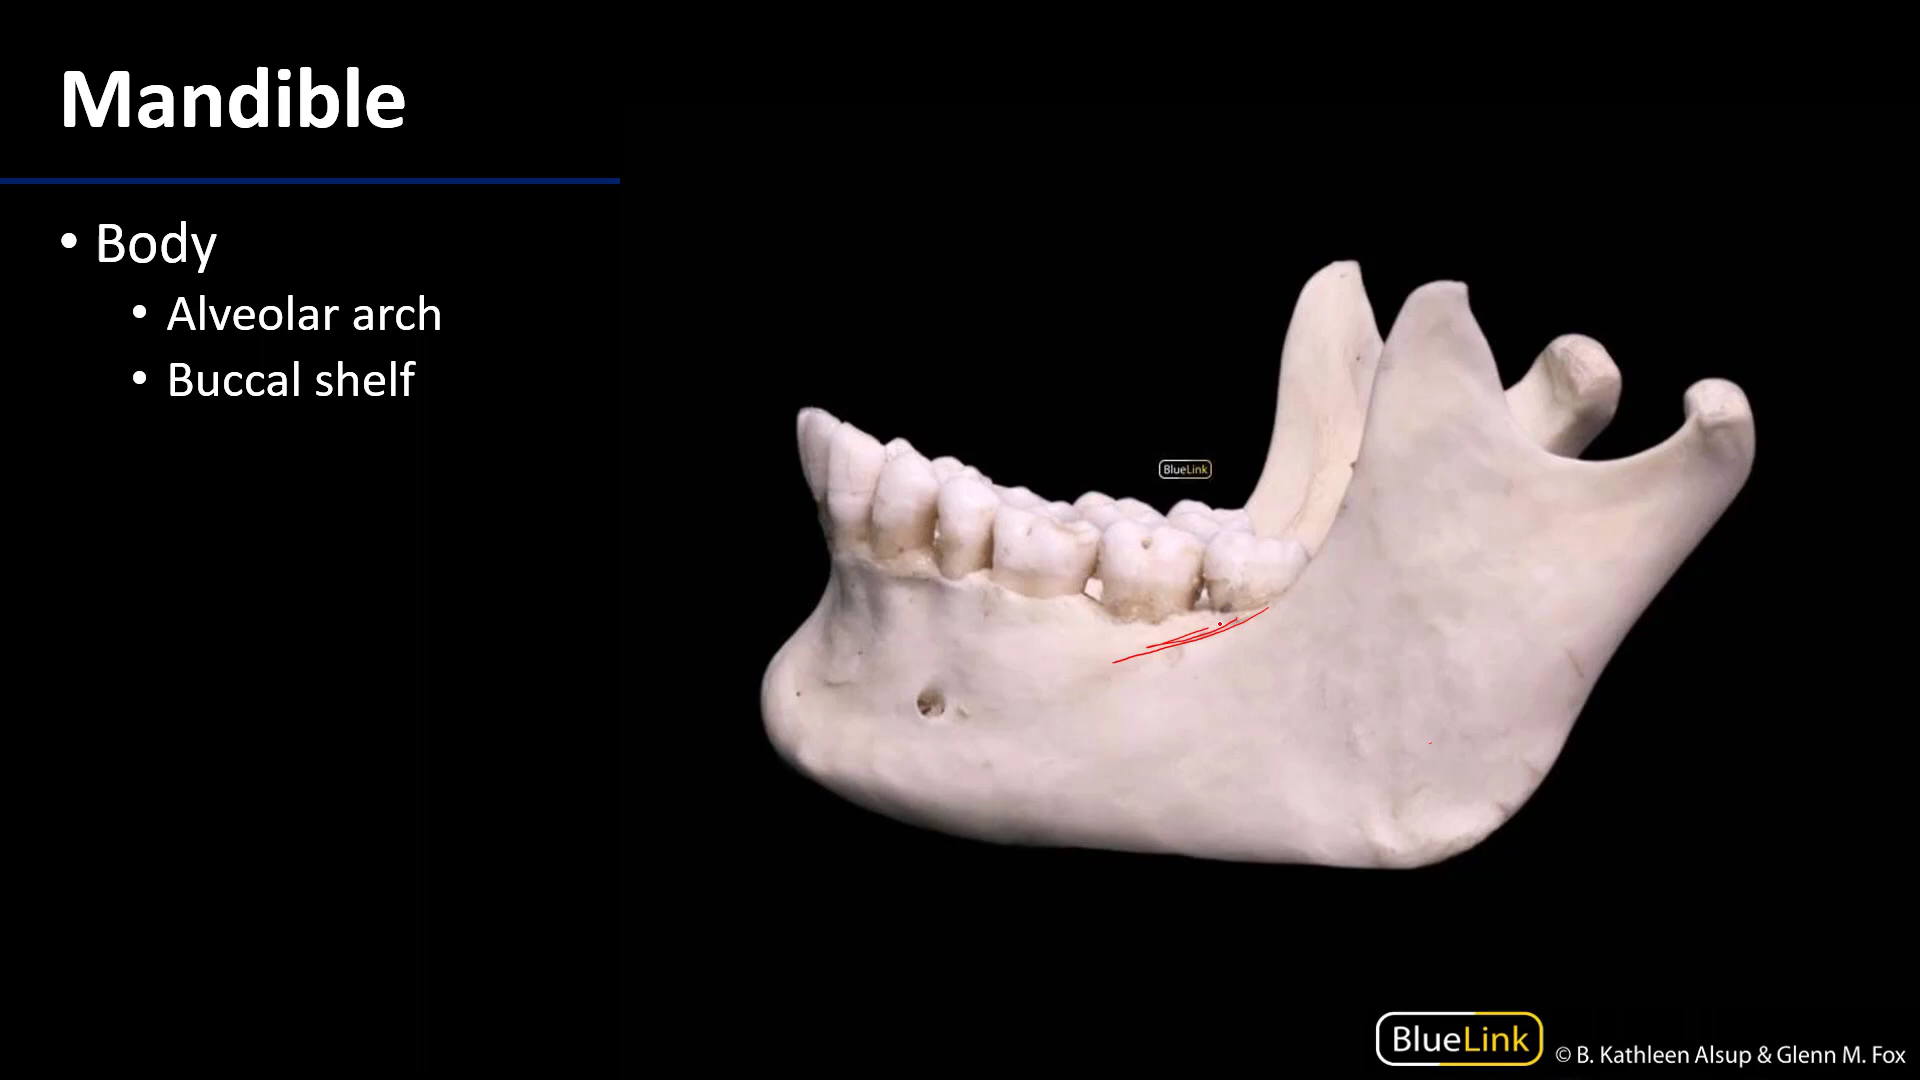 Mandible
• Body
• Alveolar arch
• Buccal shelf
BlueLink
BlueLink
© B. Kathleen Alsup & Glenn M. Fox